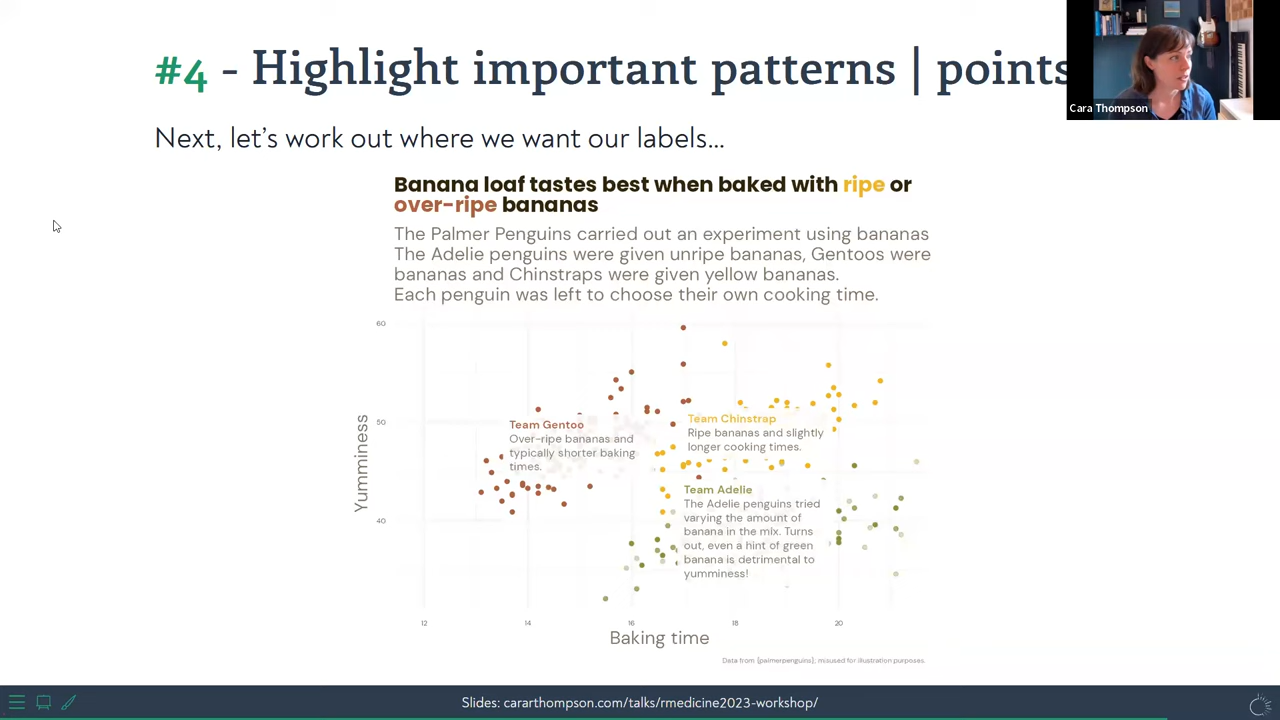 #4 - Highlight important patterns | points
Cara Thompson
Next, let's work out where we want our labels...
Banana loaf tastes best when baked with ripe or
over-ripe bananas
The Palmer Penguins carried out an experiment using bananas
The Adelie penguins were given unripe bananas, Gentoos were
bananas and Chinstraps were given yellow bananas.
Each penguin was left to choose their own cooking time.
60
50
40
Yumminess
Team Gentoo
Over-ripe bananas and
typically shorter baking
times.
Team Chinstrap
Ripe bananas and slightly
longer cooking times.
Team Adelie
The Adelie penguins tried
varying the amount of
banana in the mix. Turns
out, even a hint of green
banana is detrimental to
yumminess!
12 14 16 18 20
Baking time
Data from {palmerpenguins}; misused for illustration purposes.
Slides: cararthompson.com/talks/rmedicine2023-workshop/